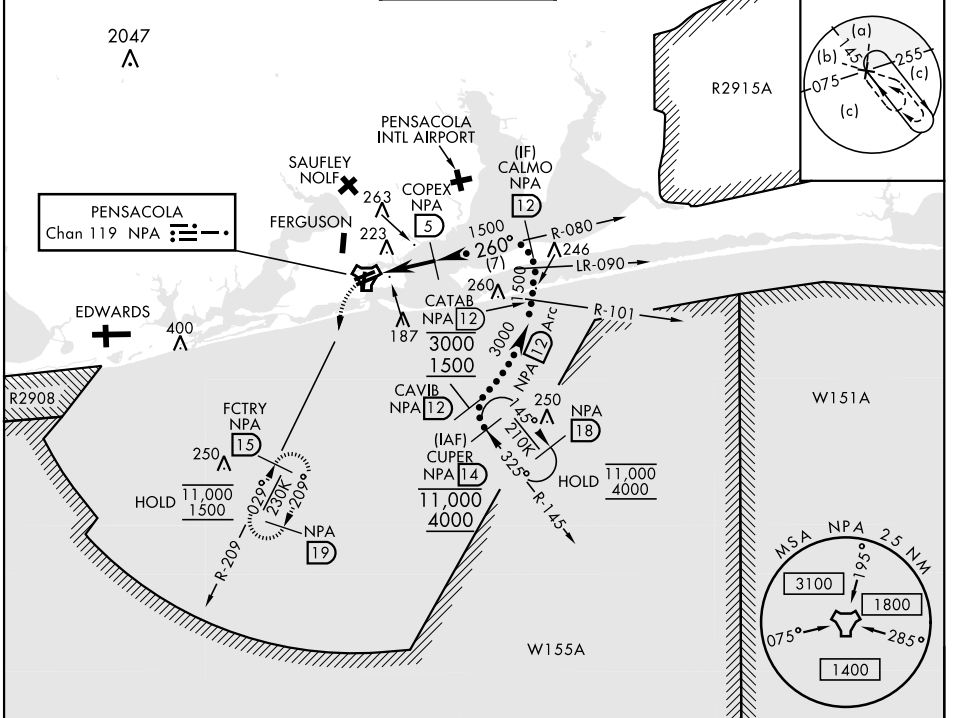 2047
R2915A
(a)
145
(b)
255
075
(c)
(c)
PENSACOLA
INTL AIRPORT
SAUFLEY
NOLF
263
COPEX
NPA
5
(IF)
CALMO
NPA
12
PENSACOLA
Chan 119 NPA
FERGUSON
223
1500
260°
(7)
R-080
246
LR-090
260
1500
R-101
EDWARDS
400
187
CATAB
NPA 12
3000
1500
3000
NPA 12 Arc
R2908
CAVIB
NPA 12
W151A
FCTRY
NPA
15
250
145°
210K
250
NPA
18
(IAF)
CUPER
NPA 14
11,000
4000
325°
R-145
HOLD 11,000
4000
250
HOLD 11,000
1500
029°
230K
209°
NPA
19
R-209
W155A
MSA NPA 25 NM
195°
3100
1800
075°
285°
1400